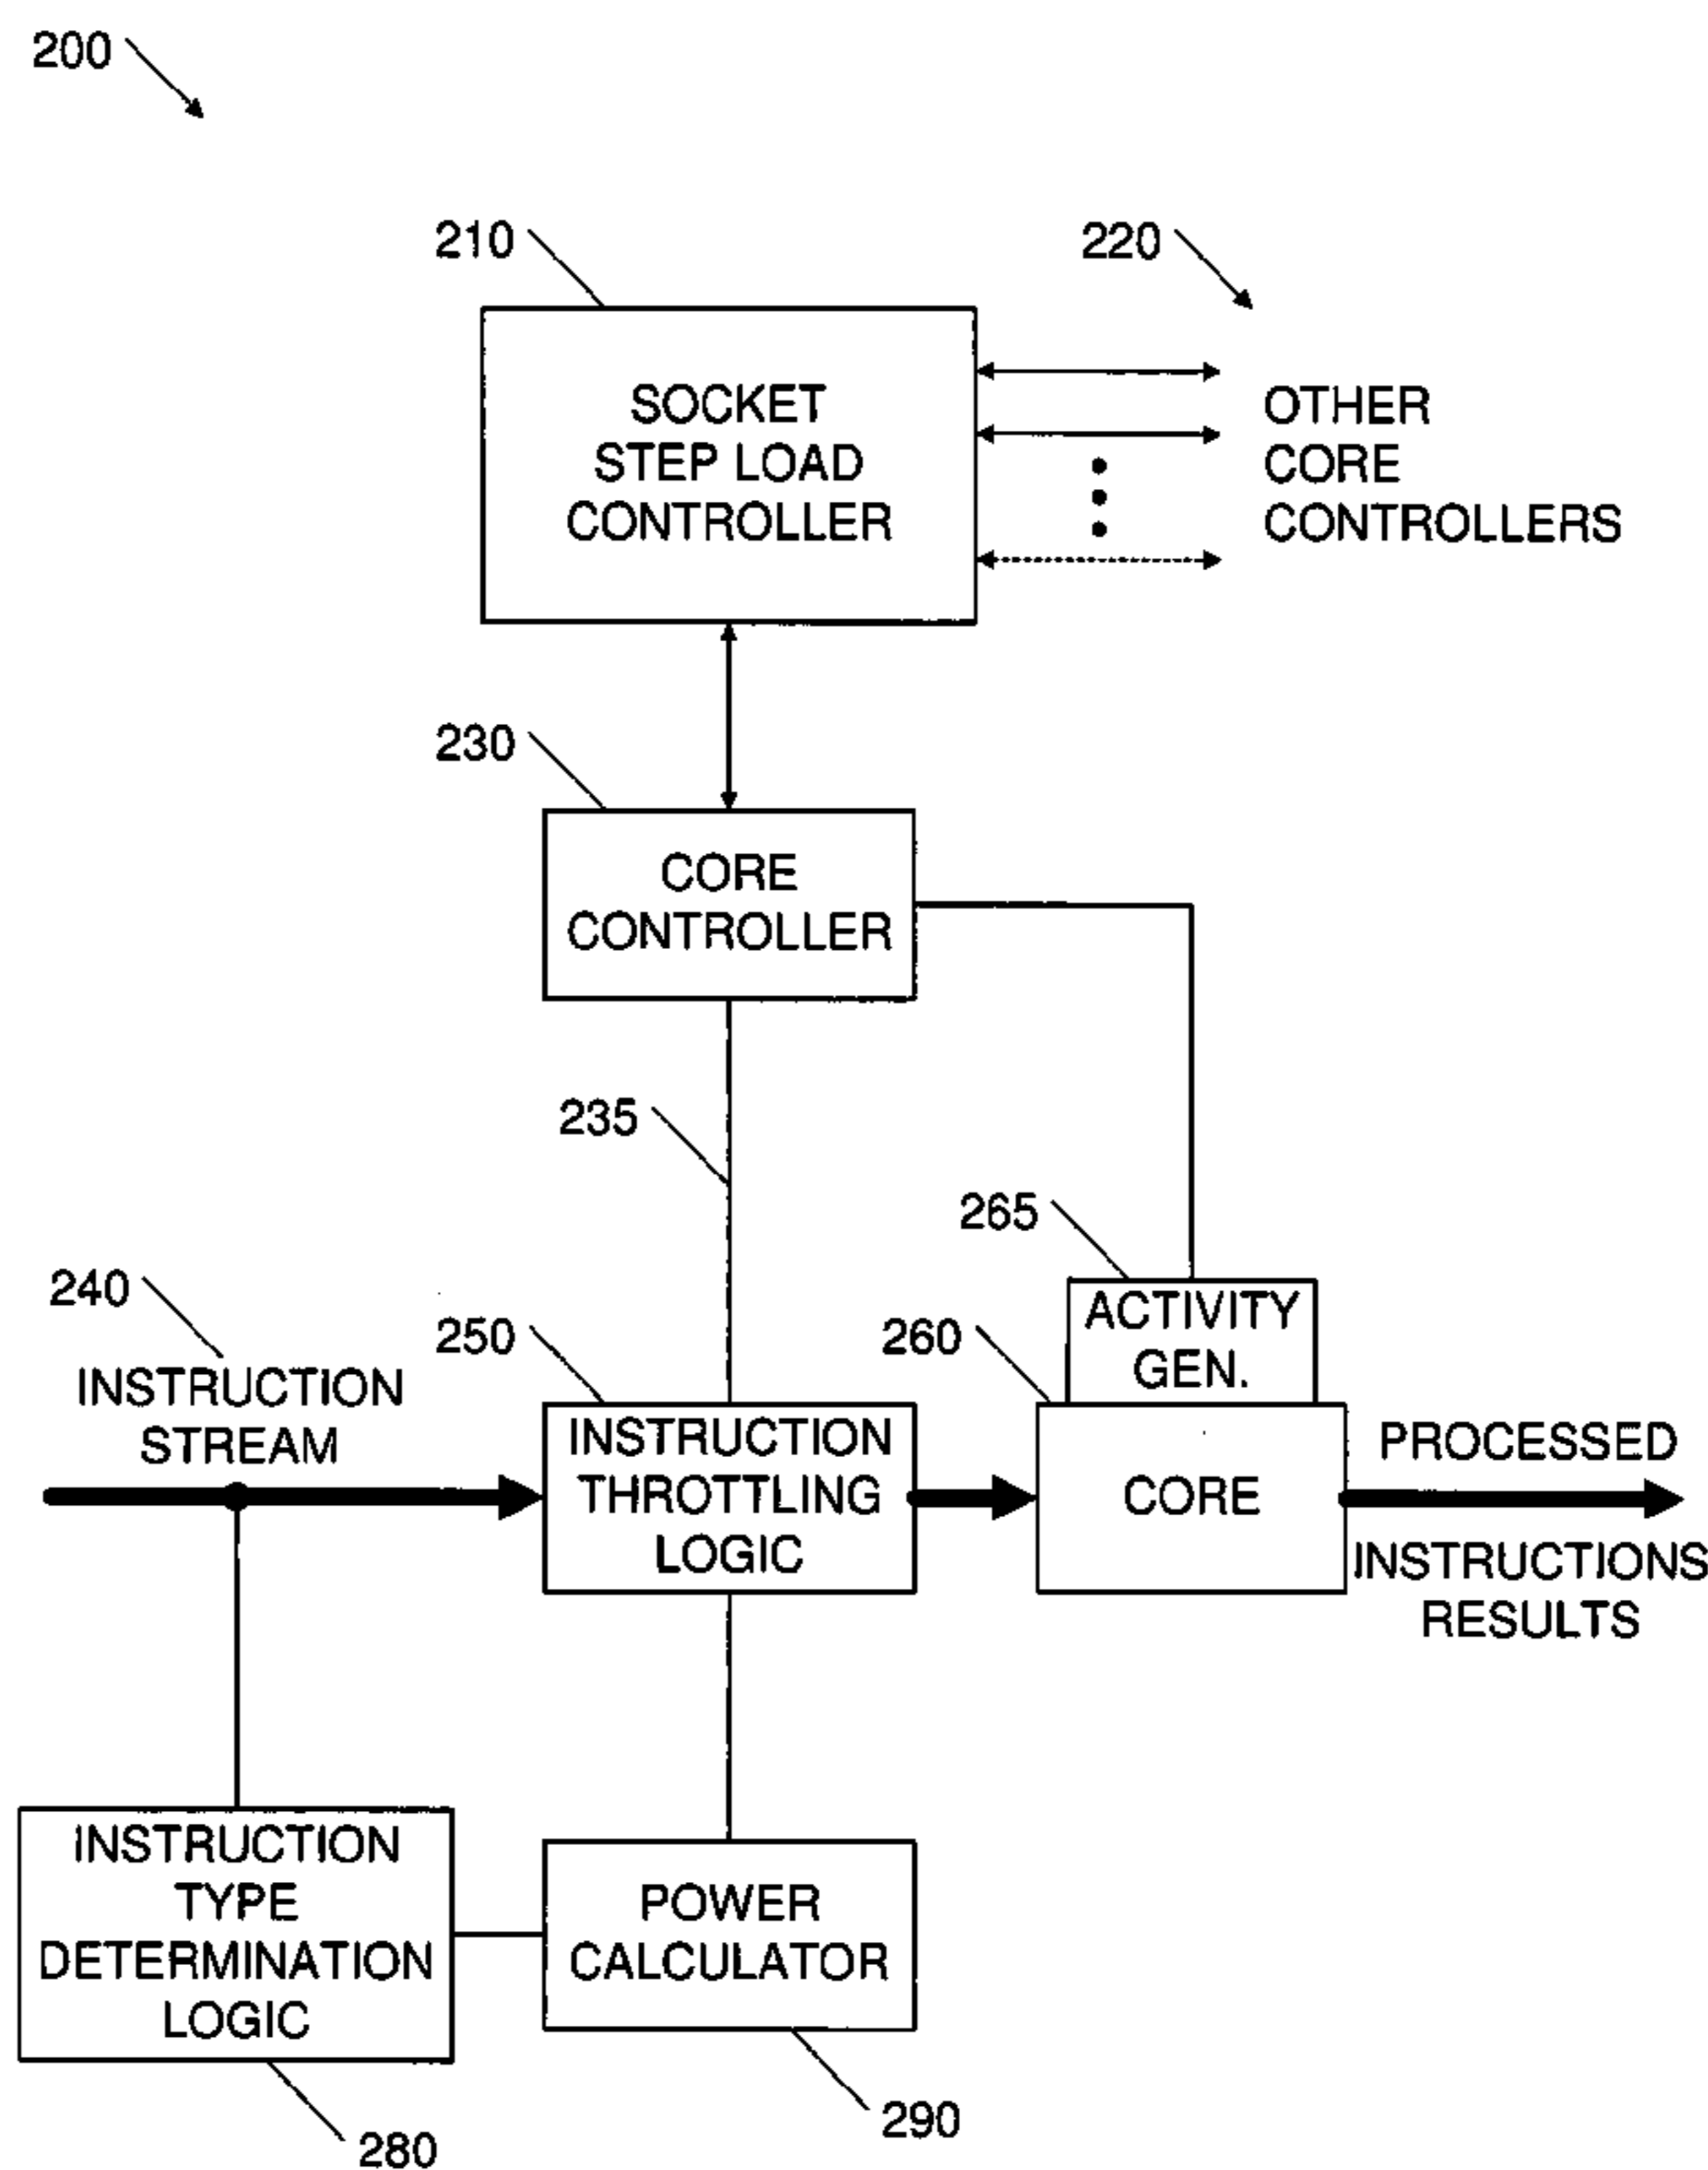 200
210
220
SOCKET
STEP LOAD
CONTROLLER
OTHER
CORE
CONTROLLERS
230
CORE
CONTROLLER
235
265
240
250
260
ACTIVITY
GEN.
INSTRUCTION
STREAM
INSTRUCTION
THROTTLING
LOGIC
CORE
PROCESSED
INSTRUCTIONS
RESULTS
INSTRUCTION
TYPE
DETERMINATION
LOGIC
POWER
CALCULATOR
290
280